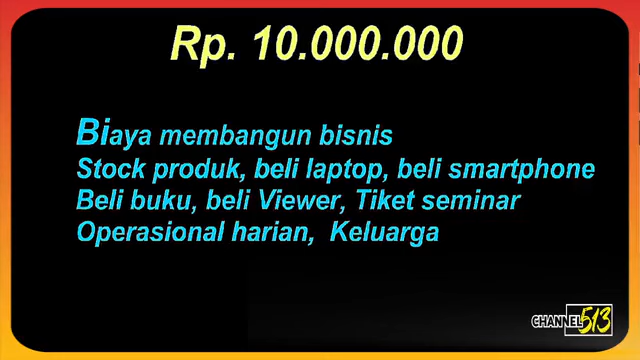 Rp. 10.000.000
Biaya membangun bisnis
Stock produk, beli laptop, beli smartphone
Beli buku, beli Viewer, Tiket seminar
Operasional harian, Keluarga
CHANNEL 513